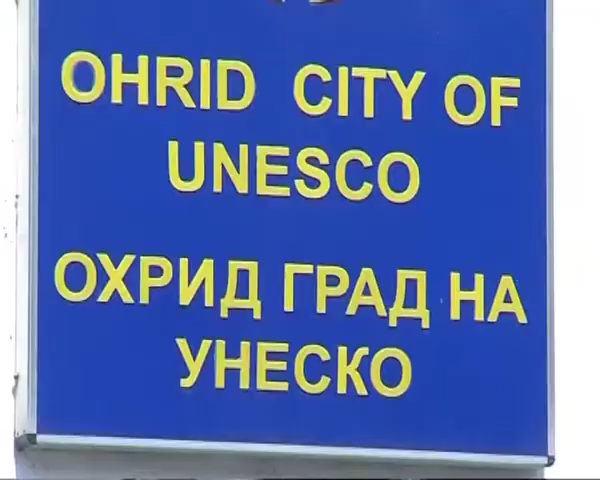 OHRID CITY OF
UNESCO
ОХРИД ГРАД НА
УНЕСКО